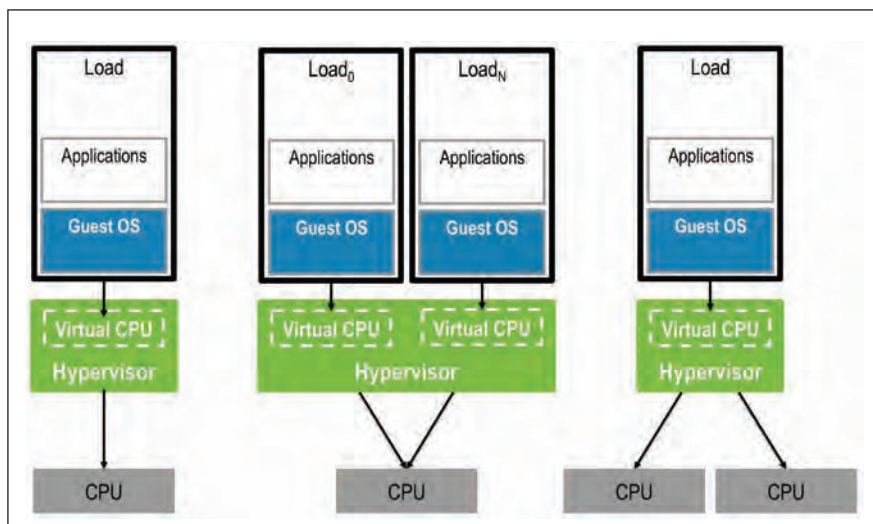 Load
Applications
Guest OS
Virtual CPU
Hypervisor
CPU
Load₀
Applications
Guest OS
Load_N
Applications
Guest OS
Virtual CPU
Virtual CPU
Hypervisor
CPU
Load
Applications
Guest OS
Virtual CPU
Hypervisor
CPU
CPU